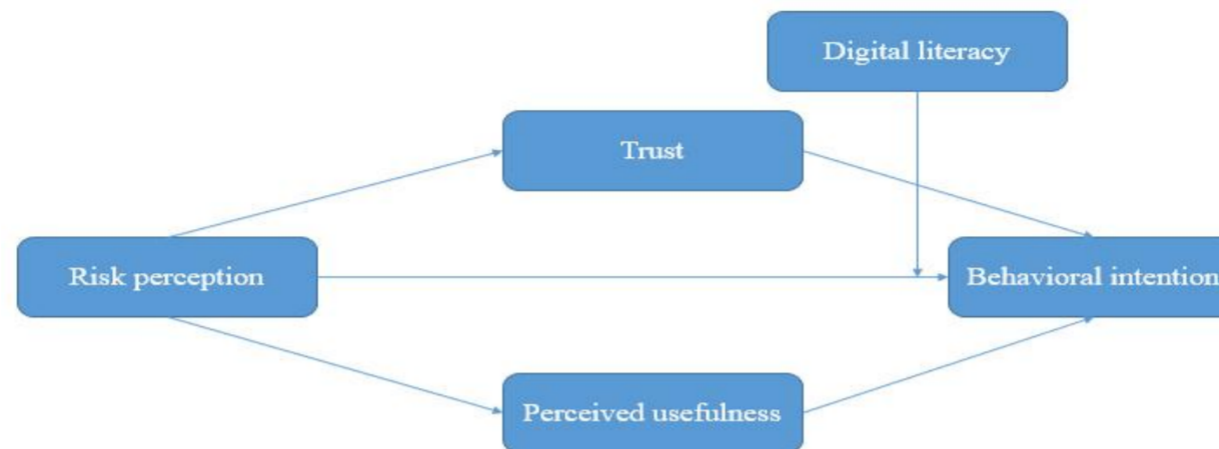 Digital literacy
Trust
Risk perception
Behavioral intention
Perceived usefulness